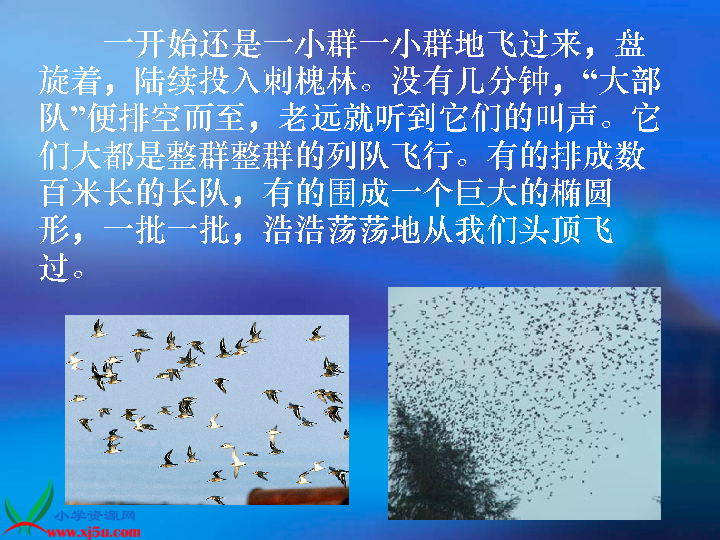 一开始还是一小群一小群地飞过来，盘
旋着，陆续投入刺槐林。没有几分钟，“大部
队”便排空而至，老远就听到它们的叫声。它
们大都是整群整群的列队飞行。有的排成数
百米长的长队，有的围成一个巨大的椭圆
形，一批一批，浩浩荡荡地从我们头顶飞
过。
小学资源网
www.xj5u.com